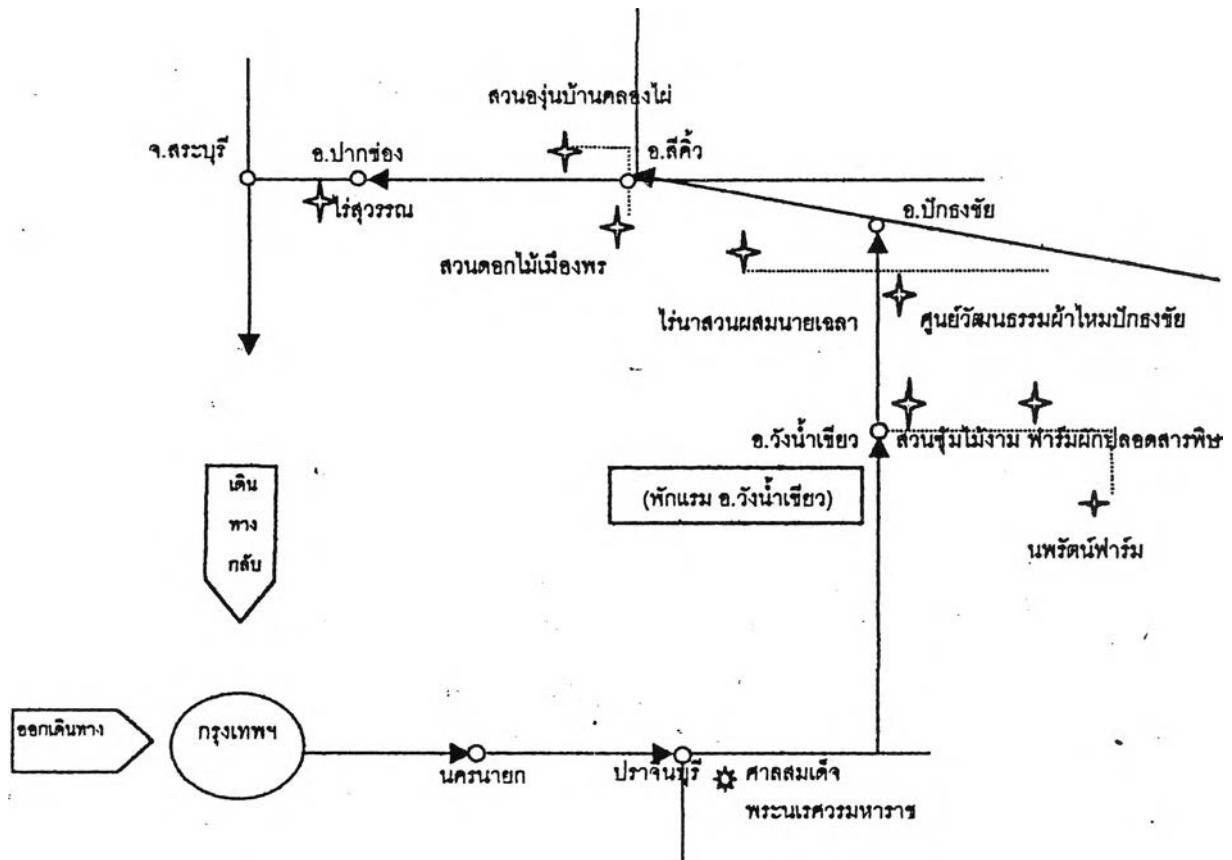 สวนองุ่นบ้านคลองไผ่
จ.สระบุรี
อ.ปากช่อง
อ.สีคิ้ว
ไร่สุวรรณ
อ.ปักธงชัย
สวนดอกไม้เมืองพร
ไร่นาสวนผสมนายเฉลา
ศูนย์วัฒนธรรมผ้าไหมปักธงชัย
อ.วังน้ำเขียว
สวนซุ้มไม้งาม
ฟาร์มผักปลอดสารพิษ
เดิน
ทาง
กลับ
(พักแรม อ.วังน้ำเขียว)
นพรัตน์ฟาร์ม
ออกเดินทาง
กรุงเทพฯ
นครนายก
ปราจีนบุรี
ศาลสมเด็จ
พระนเรศวรมหาราช